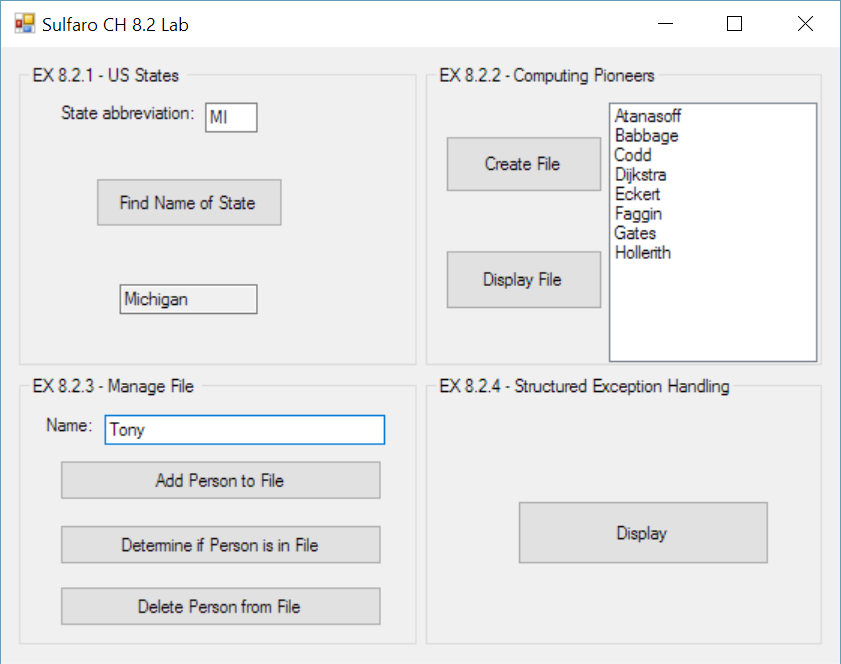 Sulfaro CH 8.2 Lab
EX 8.2.1 - US States
State abbreviation: MI
Find Name of State
Michigan
EX 8.2.2 - Computing Pioneers
Create File
Display File
Atanasoff
Babbage
Codd
Dijkstra
Eckert
Faggin
Gates
Hollerith
EX 8.2.3 - Manage File
Name: Tony
Add Person to File
Determine if Person is in File
Delete Person from File
EX 8.2.4 - Structured Exception Handling
Display